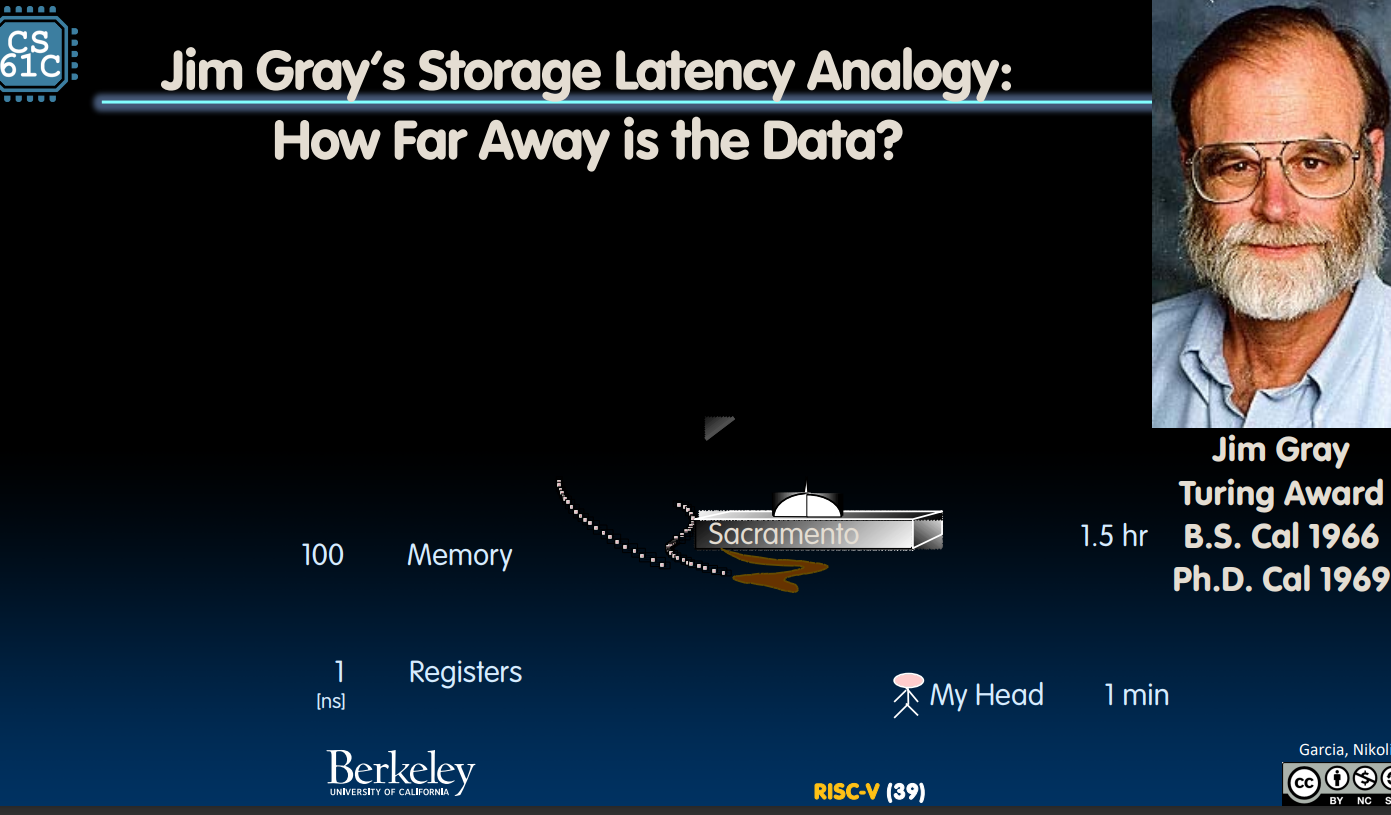 CS
61C
Jim Gray's Storage Latency Analogy:
How Far Away is the Data?
Jim Gray
Turing Award
B.S. Cal 1966
Ph.D. Cal 1969
Sacramento
1.5 hr
100 Memory
1 Registers
[ns]
My Head 1 min
Berkeley
UNIVERSITY OF CALIFORNIA
RISC-V (39)
Garcia,
cc
BY NC